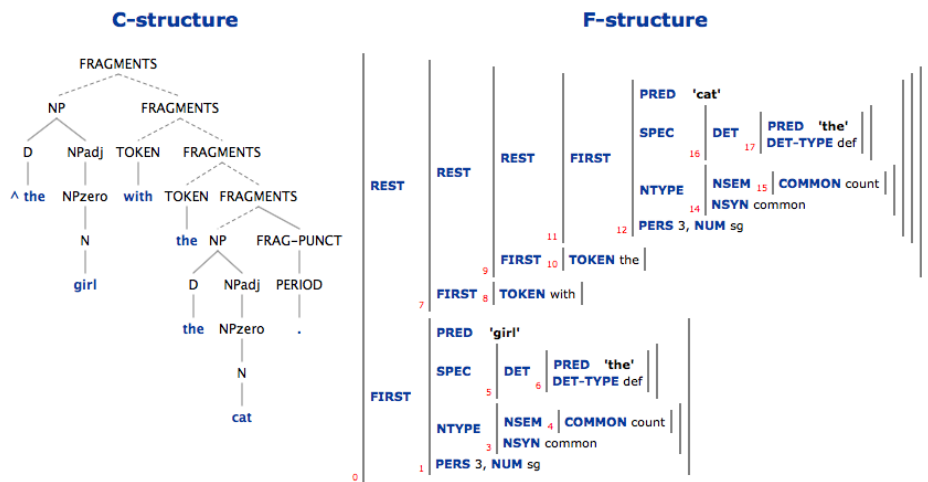 C-structure
F-structure
FRAGMENTS
NP FRAGMENTS
D NPadj TOKEN FRAGMENTS
^ the NPzero with TOKEN FRAGMENTS
N the NP FRAG-PUNCT
girl D NPadj PERIOD
the NPzero .
N
cat
PRED 'cat'
SPEC 16 DET 17 PRED 'the'
DET-TYPE def
REST REST REST FIRST
NTYPE 14 NSEM 15 COMMON count
NSYN common
11 12 PERS 3, NUM sg
9 FIRST 10 TOKEN the
7 FIRST 8 TOKEN with
PRED 'girl'
SPEC 5 DET 6 PRED 'the'
DET-TYPE def
FIRST
NTYPE 3 NSEM 4 COMMON count
NSYN common
0 1 PERS 3, NUM sg